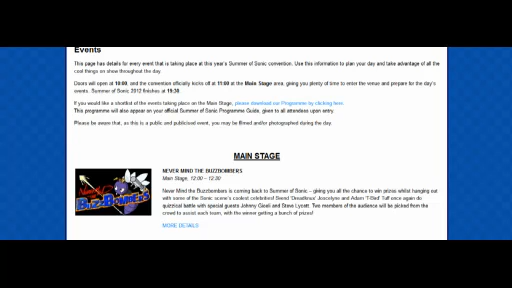 Events
This page has details for every event that is taking place at this year's Summer of Sonic convention. Use this information to plan your day and take advantage of all the
cool things on show throughout the day.
Doors will open at 10:00, and the convention officially kicks off at 11:00 at the Main Stage area, giving you plenty of time to enter the venue and prepare for the day's
events. Summer of Sonic 2012 finishes at 19:30.
If you would like a shortlist of the events taking place on the Main Stage, please download our Programme by clicking here.
This programme will also appear on your official Summer of Sonic Programme Guide, given to all attendees upon entry.
Please be aware that, as this is a public and publicised event, you may be filmed and/or photographed during the day.
MAIN STAGE
NEVER MIND THE BUZZBOMBERS
Main Stage, 12:00 – 12:30
Never Mind the Buzzbombers is coming back to Summer of Sonic – giving you all the chance to win prizes whilst hanging out
with some of the Sonic scene's coolest celebrities! Svend 'Dreadknux' Joscelyne and Adam 'T-Bird' Tuff once again do
quizzical battle with special guests Johnny Gioeli and Steve Lycett. Two members of the audience will be picked from the
crowd to assist each team, with the winner getting a bunch of prizes!
MORE DETAILS
BUZZBOMBERS